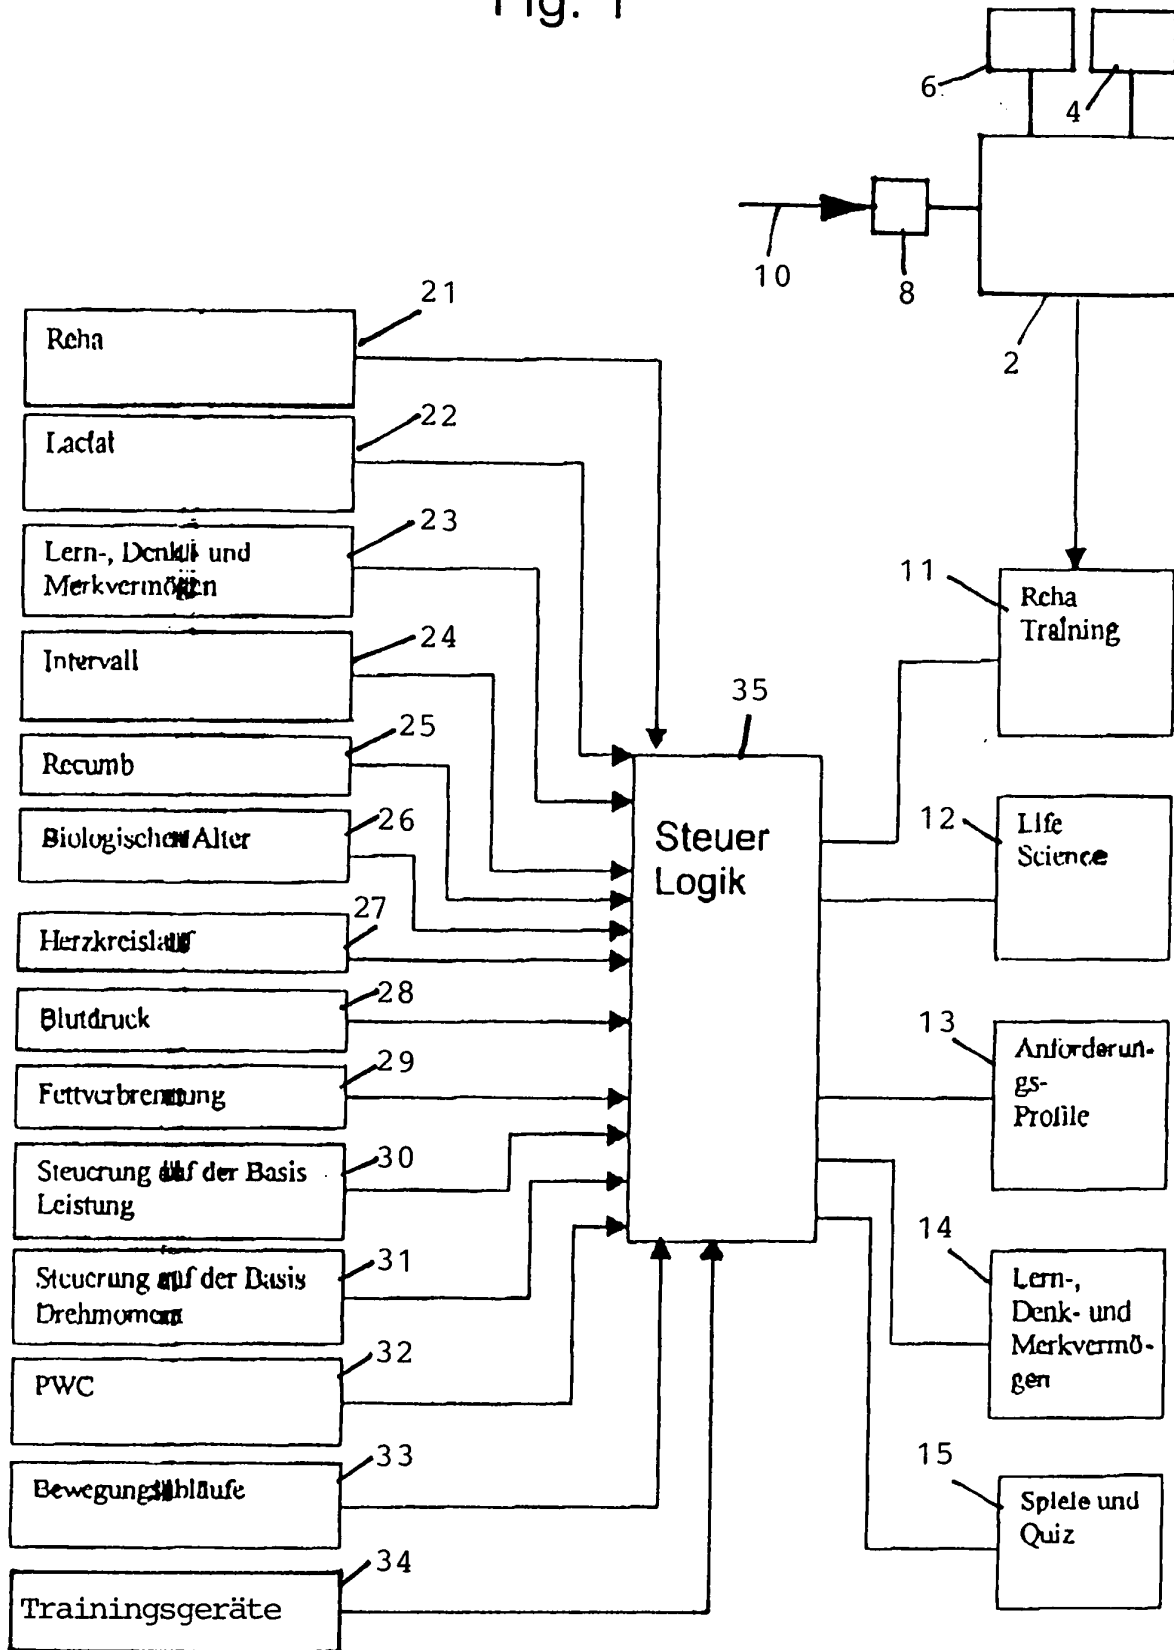 Fig. 1
6
4
10
8
2
21
Reha
22
Lactat
23
Lern-, Denk- und
Merkvermögen
24
Intervall
25
Recumb
26
Biologisches Alter
27
Herzkreislauf
28
Blutdruck
29
Fettverbrennung
30
Steuerung auf der Basis
Leistung
31
Steuerung auf der Basis
Drehmoment
32
PWC
33
Bewegungsabläufe
34
Trainingsgeräte
35
Steuer
Logik
11
Reha
Training
12
Life
Science
13
Anforderun-
gs-
Profile
14
Lern-,
Denk- und
Merkvermö-
gen
15
Spiele und
Quiz